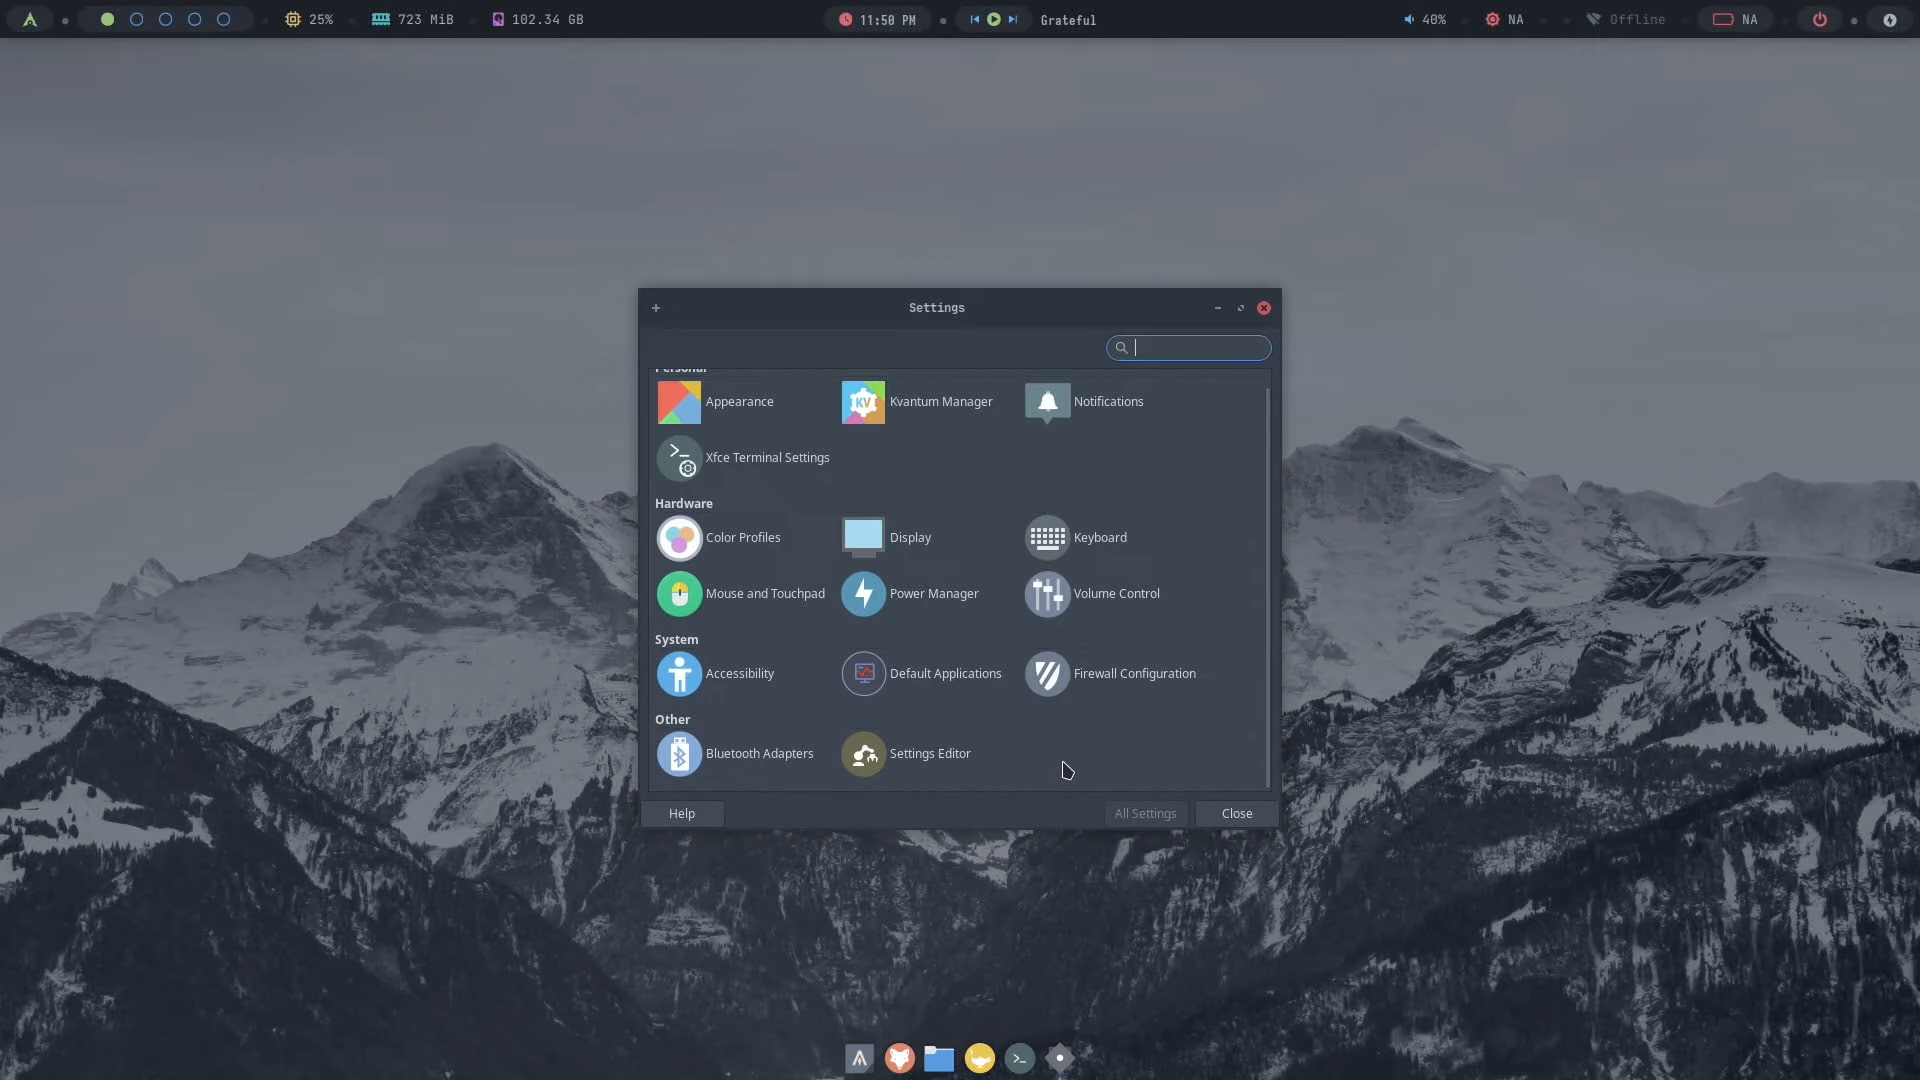 25% 723 MiB 102.34 GB 11:50 PM Grateful 40% NA Offline NA
Settings
Personal
Appearance Kvantum Manager Notifications
KV
Xfce Terminal Settings
Hardware
Color Profiles Display Keyboard
Mouse and Touchpad Power Manager Volume Control
System
Accessibility Default Applications Firewall Configuration
Other
Bluetooth Adapters Settings Editor
Help All Settings Close